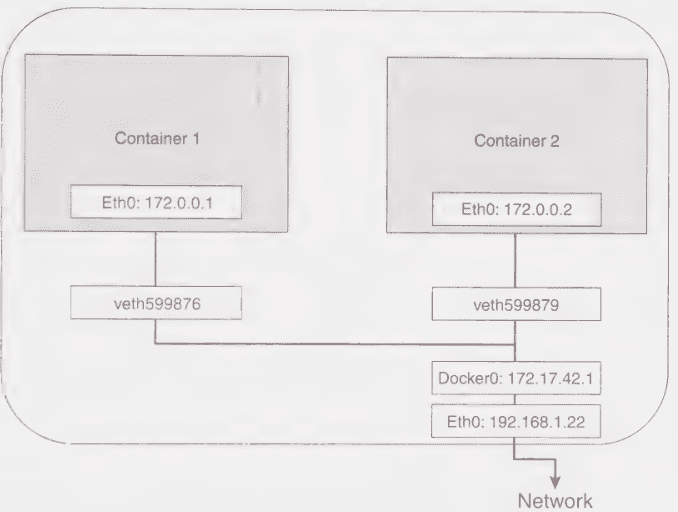 Container 1
Container 2
Eth0: 172.0.0.1
Eth0: 172.0.0.2
veth599876
veth599879
Docker0: 172.17.42.1
Eth0: 192.168.1.22
Network